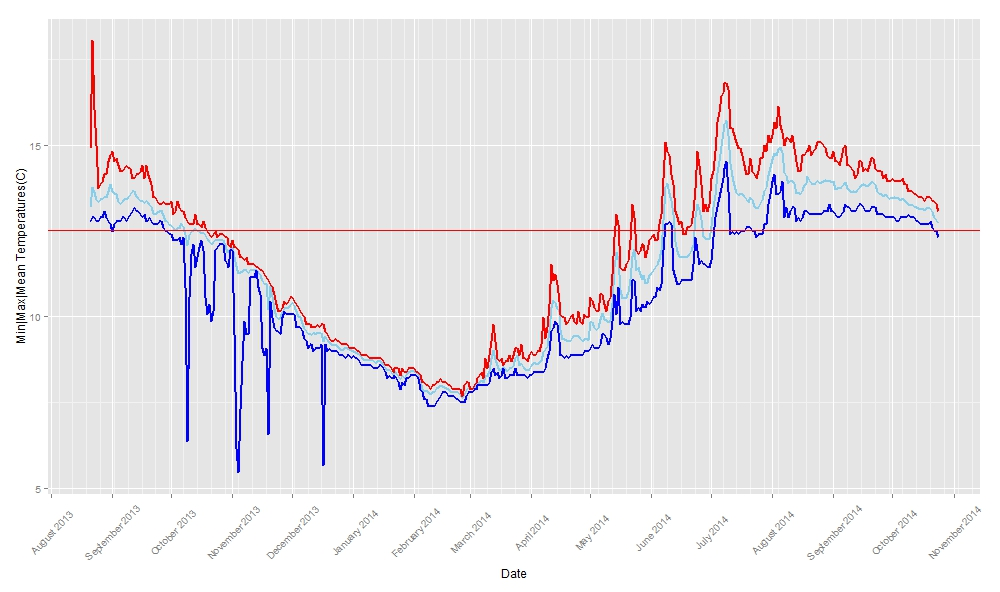 Min|Max|Mean Temperatures(C)
15
10
5
August 2013
September 2013
October 2013
November 2013
December 2013
January 2014
February 2014
March 2014
April 2014
May 2014
June 2014
July 2014
August 2014
September 2014
October 2014
November 2014
Date